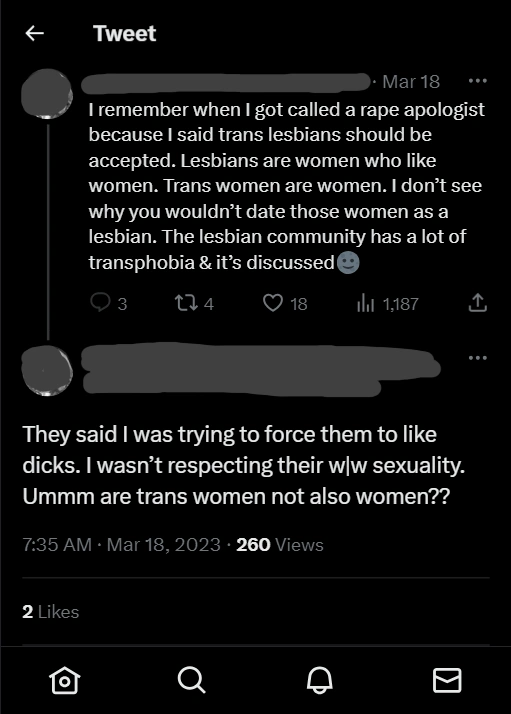 Tweet
· Mar 18
I remember when I got called a rape apologist
because I said trans lesbians should be
accepted. Lesbians are women who like
women. Trans women are women. I don’t see
why you wouldn’t date those women as a
lesbian. The lesbian community has a lot of
transphobia & it’s discussed🌚
3 4 18 1,187
They said I was trying to force them to like
dicks. I wasn’t respecting their w|w sexuality.
Ummm are trans women not also women??
7:35 AM · Mar 18, 2023 · 260 Views
2 Likes